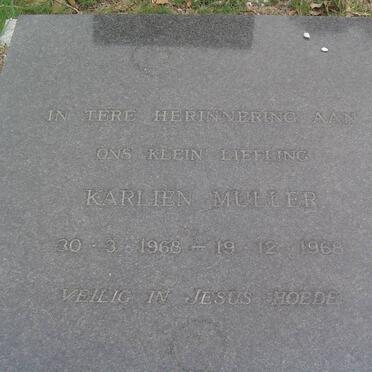 IN TERE HERINNERING AAN
ONS KLEIN LIEFLING
KARLIEN MULLER
30 · 3 · 1968 — 19 · 12 · 1968
VEILIG IN JESUS HOEDE